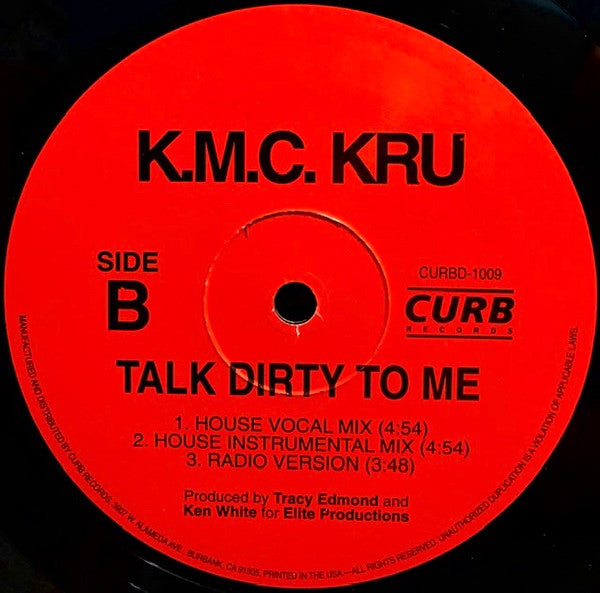 K.M.C. KRU
SIDE
B
CURBD-1009
CURB
RECORDS
TALK DIRTY TO ME
1. HOUSE VOCAL MIX (4:54)
2. HOUSE INSTRUMENTAL MIX (4:54)
3. RADIO VERSION (3:48)
Produced by Tracy Edmond and
Ken White for Elite Productions
MANUFACTURED AND DISTRIBUTED BY CURB RECORDS, 3907 W. ALAMEDA AVE., BURBANK, CA 91505. PRINTED IN THE USA.—ALL RIGHTS RESERVED. UNAUTHORIZED DUPLICATION IS A VIOLATION OF APPLICABLE LAWS.